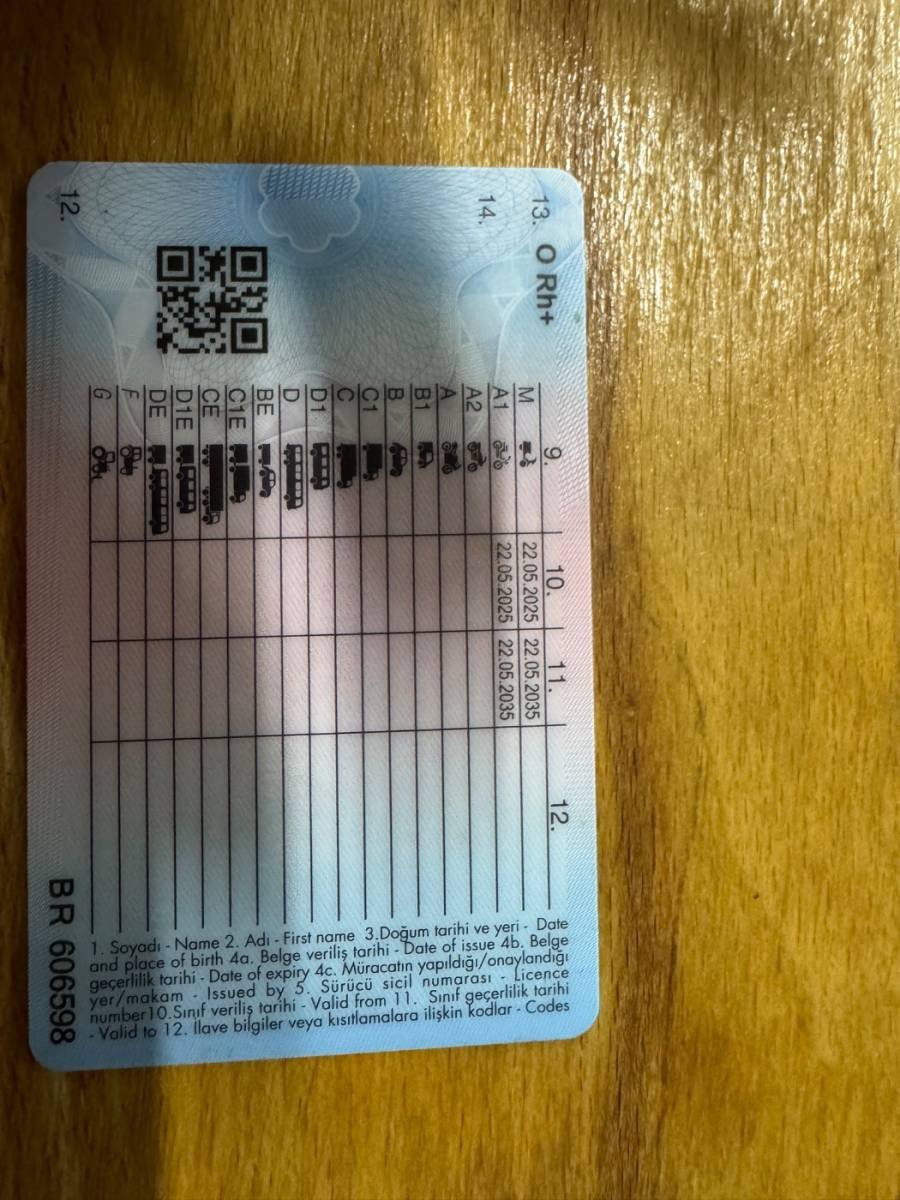 13. O Rh+
14.
9. 10. 11. 12.
M 22.05.2025 22.05.2035
A1 22.05.2025 22.05.2035
A2
A
B1
B
C1
C
D1
D
BE
C1E
CE
D1E
DE
F
G
12.
1. Soyadı - Name 2. Adı - First name 3.Doğum tarihi ve yeri - Date
and place of birth 4a. Belge veriliş tarihi - Date of issue 4b. Belge
geçerlilik tarihi - Date of expiry 4c. Müracatın yapıldığı/onaylandığı
yer/makam - Issued by 5. Sürücü sicil numarası - Licence
number10.Sınıf veriliş tarihi - Valid from 11. Sınıf geçerlilik tarihi
- Valid to 12. İlave bilgiler veya kısıtlamalara ilişkin kodlar - Codes
BR 606598